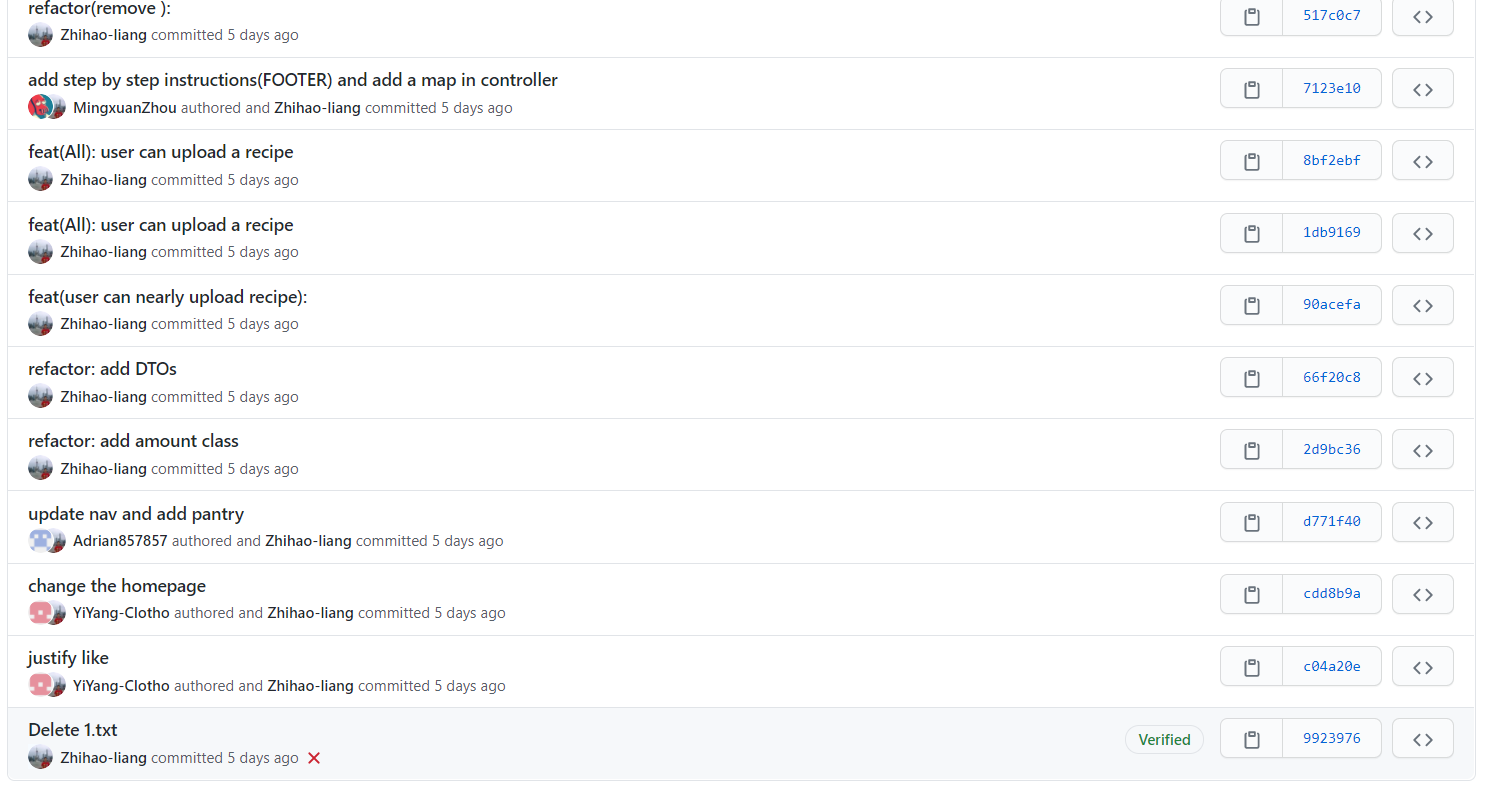 refactor(remove ):
517c0c7
Zhihao-liang committed 5 days ago
add step by step instructions(FOOTER) and add a map in controller
7123e10
MingxuanZhou authored and Zhihao-liang committed 5 days ago
feat(All): user can upload a recipe
8bf2ebf
Zhihao-liang committed 5 days ago
feat(All): user can upload a recipe
1db9169
Zhihao-liang committed 5 days ago
feat(user can nearly upload recipe):
90acefa
Zhihao-liang committed 5 days ago
refactor: add DTOs
66f20c8
Zhihao-liang committed 5 days ago
refactor: add amount class
2d9bc36
Zhihao-liang committed 5 days ago
update nav and add pantry
d771f40
Adrian857857 authored and Zhihao-liang committed 5 days ago
change the homepage
cdd8b9a
YiYang-Clotho authored and Zhihao-liang committed 5 days ago
justify like
c04a20e
YiYang-Clotho authored and Zhihao-liang committed 5 days ago
Delete 1.txt
Verified 9923976
Zhihao-liang committed 5 days ago